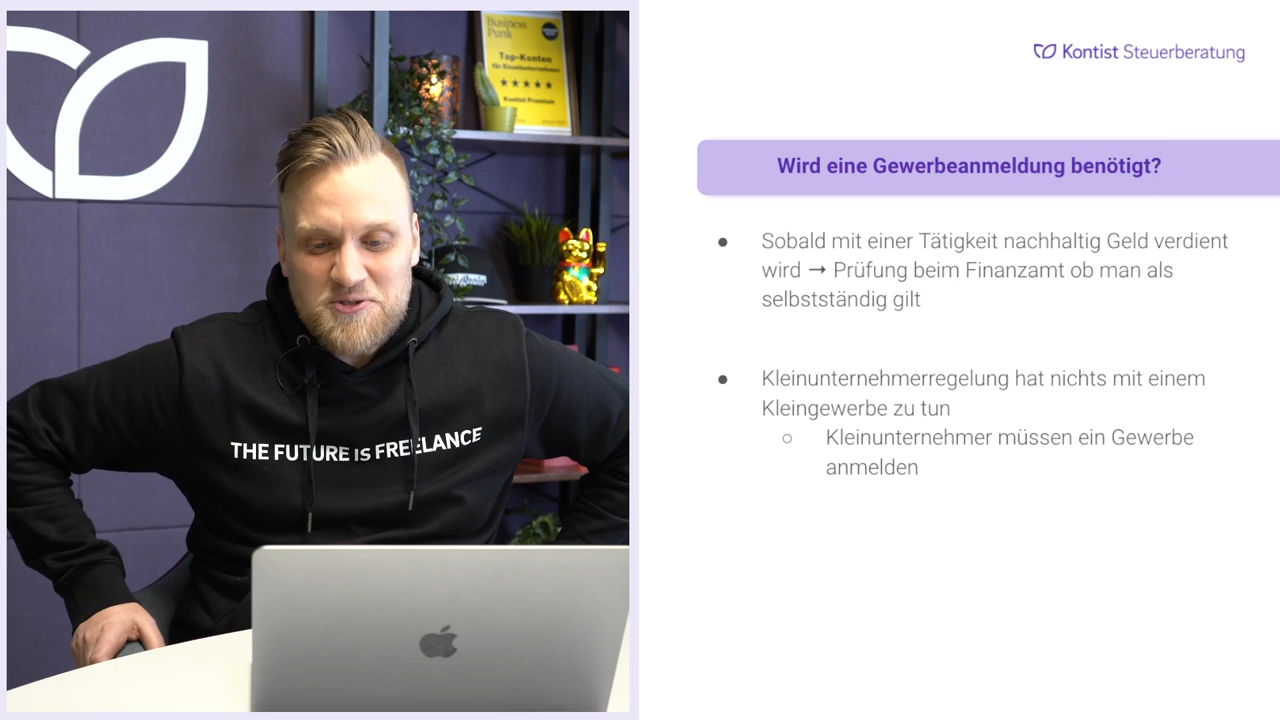 Business
Punk
Top-Konten
für Einzelunternehmer
Kontist Premium
THE FUTURE IS FREELANCE
Kontist Steuerberatung
Wird eine Gewerbeanmeldung benötigt?
● Sobald mit einer Tätigkeit nachhaltig Geld verdient
wird → Prüfung beim Finanzamt ob man als
selbstständig gilt
● Kleinunternehmerregelung hat nichts mit einem
Kleingewerbe zu tun
○ Kleinunternehmer müssen ein Gewerbe
anmelden